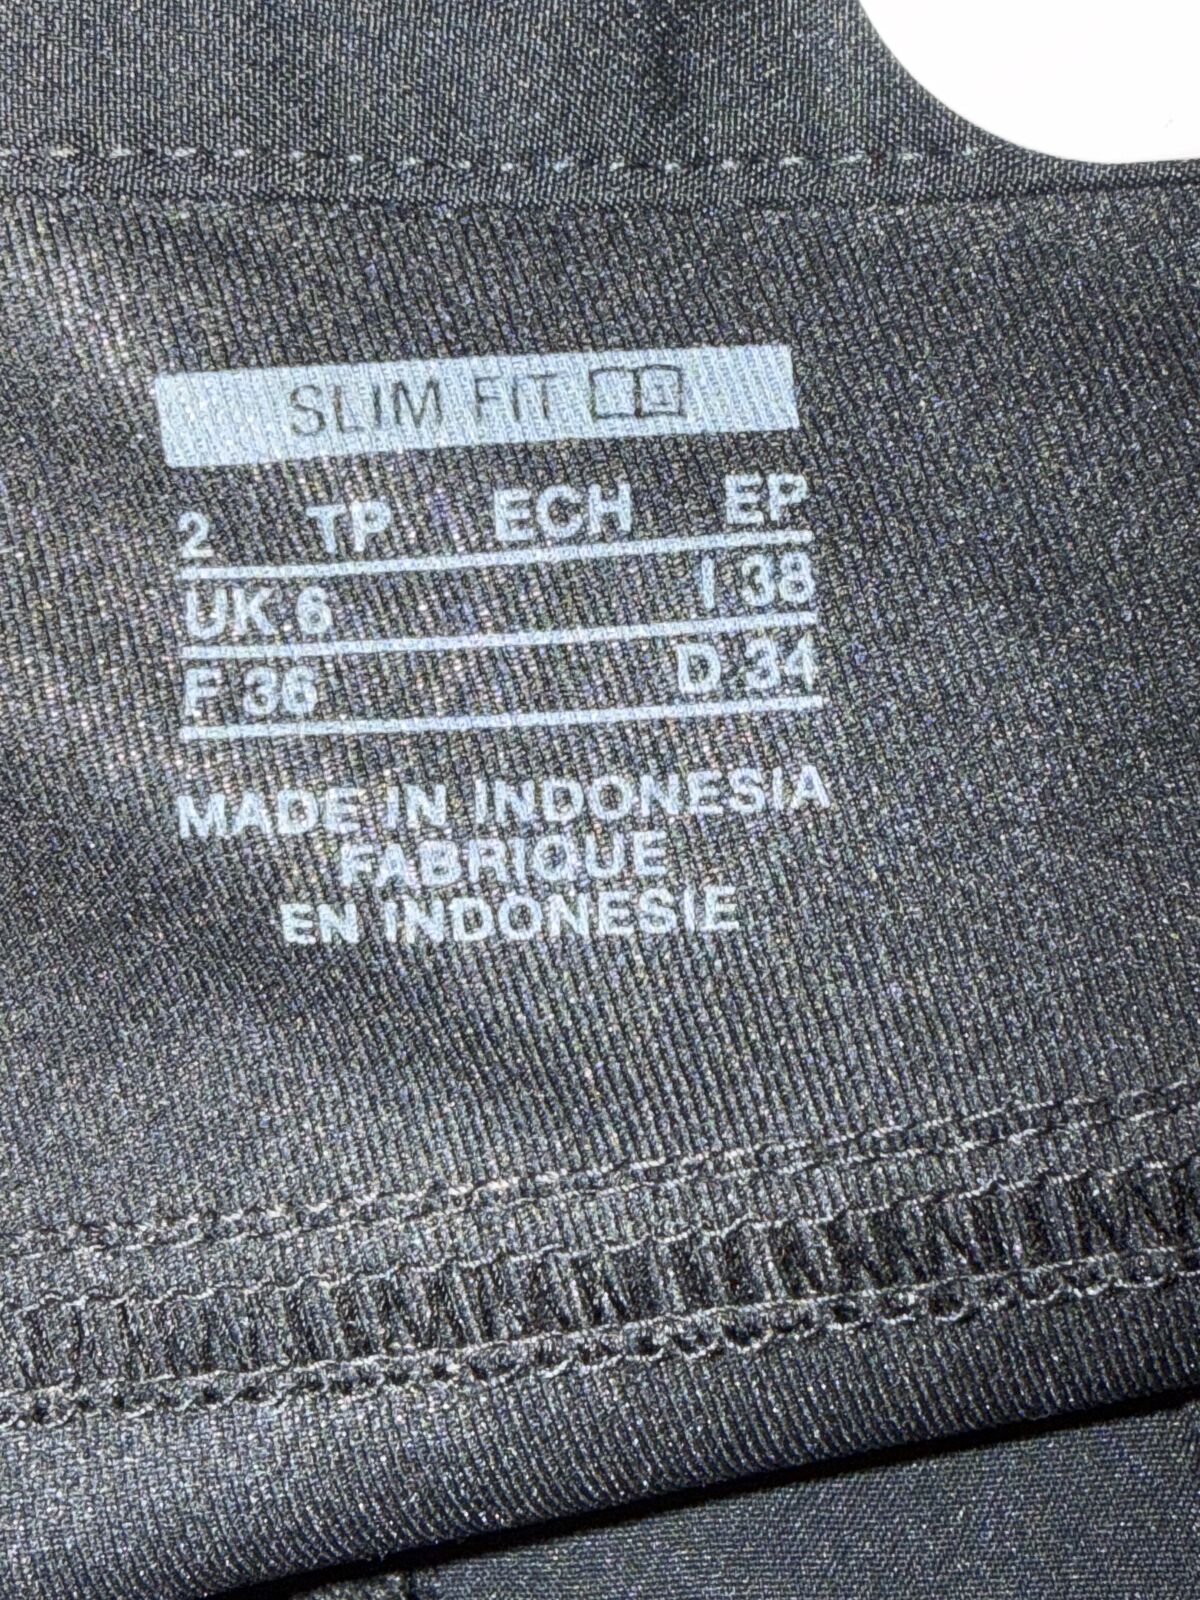 SLIM FIT
2 TP ECH EP
UK 6 I 38
F 36 D 34
MADE IN INDONESIA
FABRIQUE
EN INDONESIE